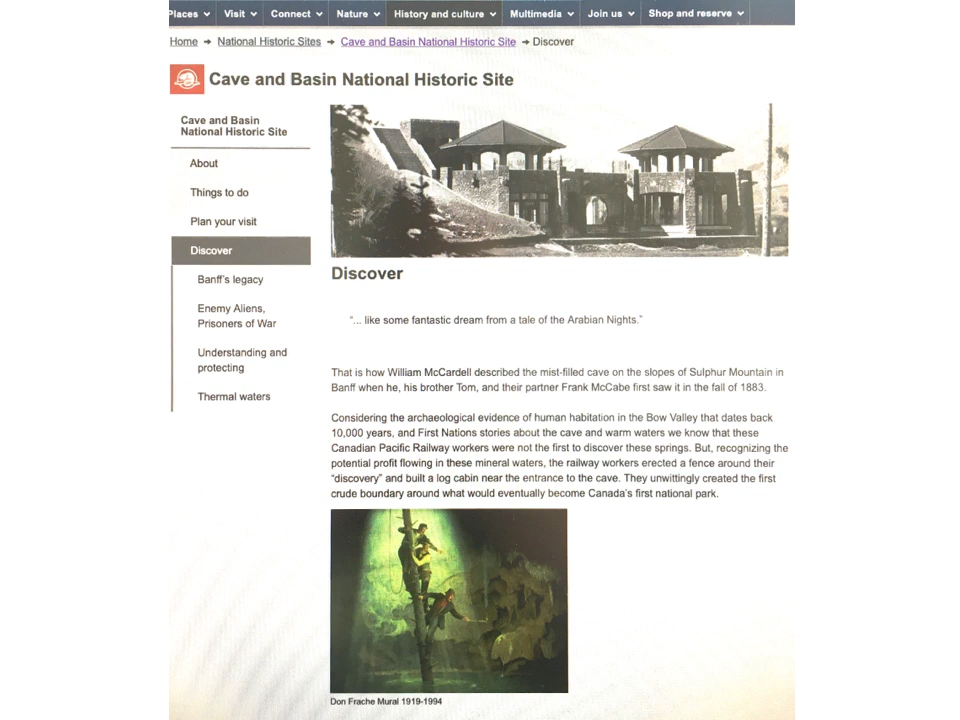 Places Visit Connect Nature History and culture Multimedia Join us Shop and reserve
Home → National Historic Sites → Cave and Basin National Historic Site → Discover
Cave and Basin National Historic Site
Cave and Basin
National Historic Site
About
Things to do
Plan your visit
Discover
Banff's legacy
Enemy Aliens,
Prisoners of War
Understanding and
protecting
Thermal waters
Discover
"... like some fantastic dream from a tale of the Arabian Nights."
That is how William McCardell described the mist-filled cave on the slopes of Sulphur Mountain in
Banff when he, his brother Tom, and their partner Frank McCabe first saw it in the fall of 1883.
Considering the archaeological evidence of human habitation in the Bow Valley that dates back
10,000 years, and First Nations stories about the cave and warm waters we know that these
Canadian Pacific Railway workers were not the first to discover these springs. But, recognizing the
potential profit flowing in these mineral waters, the railway workers erected a fence around their
"discovery" and built a log cabin near the entrance to the cave. They unwittingly created the first
crude boundary around what would eventually become Canada's first national park.
Don Frache Mural 1919-1994